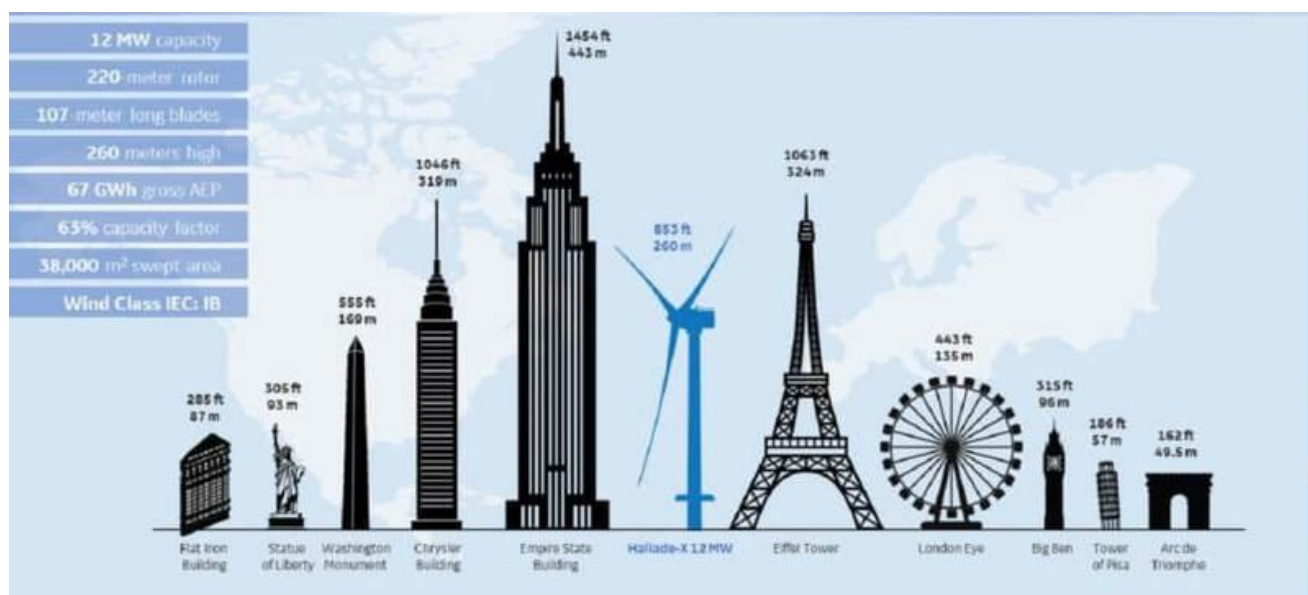 12 MW capacity
220-meter rotor
107-meter long blades
260 meters high
67 GWh gross AEP
63% capacity factor
38,000 m² swept area
Wind Class IEC: IB
285 ft
87 m
305 ft
93 m
555 ft
169 m
1046 ft
319 m
1454 ft
443 m
853 ft
260 m
1063 ft
324 m
443 ft
135 m
315 ft
96 m
186 ft
57 m
162 ft
49.5 m
Flat Iron
Building
Statue
of Liberty
Washington
Monument
Chrysler
Building
Empire State
Building
Haliade-X 12 MW
Eiffel Tower
London Eye
Big Ben
Tower
of Pisa
Arc de
Triomphe